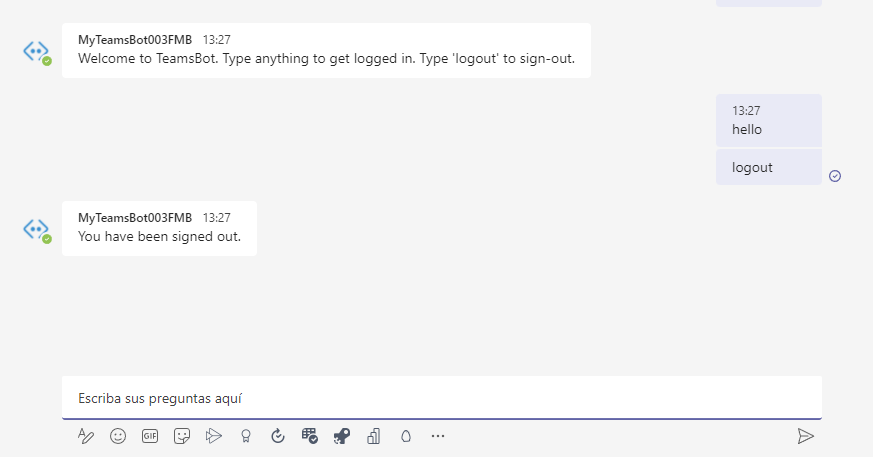 MyTeamsBot003FMB 13:27
Welcome to TeamsBot. Type anything to get logged in. Type 'logout' to sign-out.
13:27
hello
logout
MyTeamsBot003FMB 13:27
You have been signed out.
Escriba sus preguntas aquí
GIF